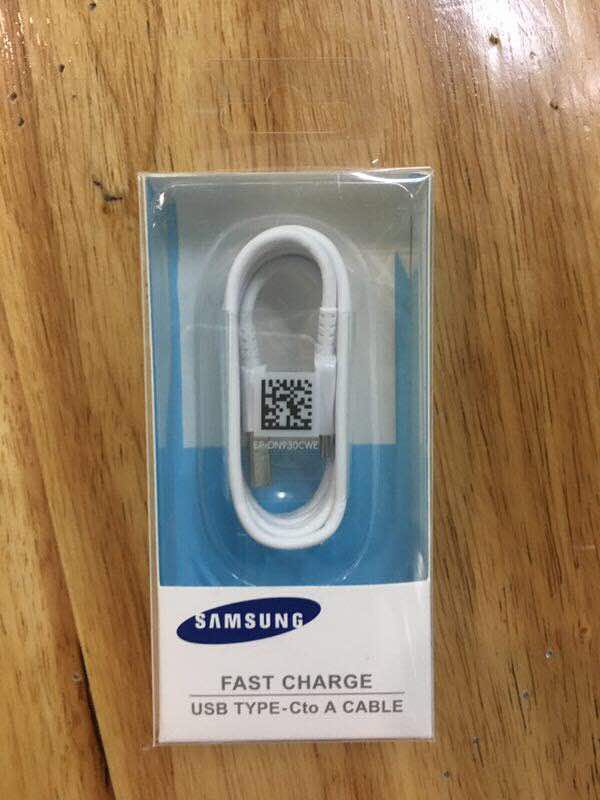 EP-DN930CWE
SAMSUNG
FAST CHARGE
USB TYPE-Cto A CABLE